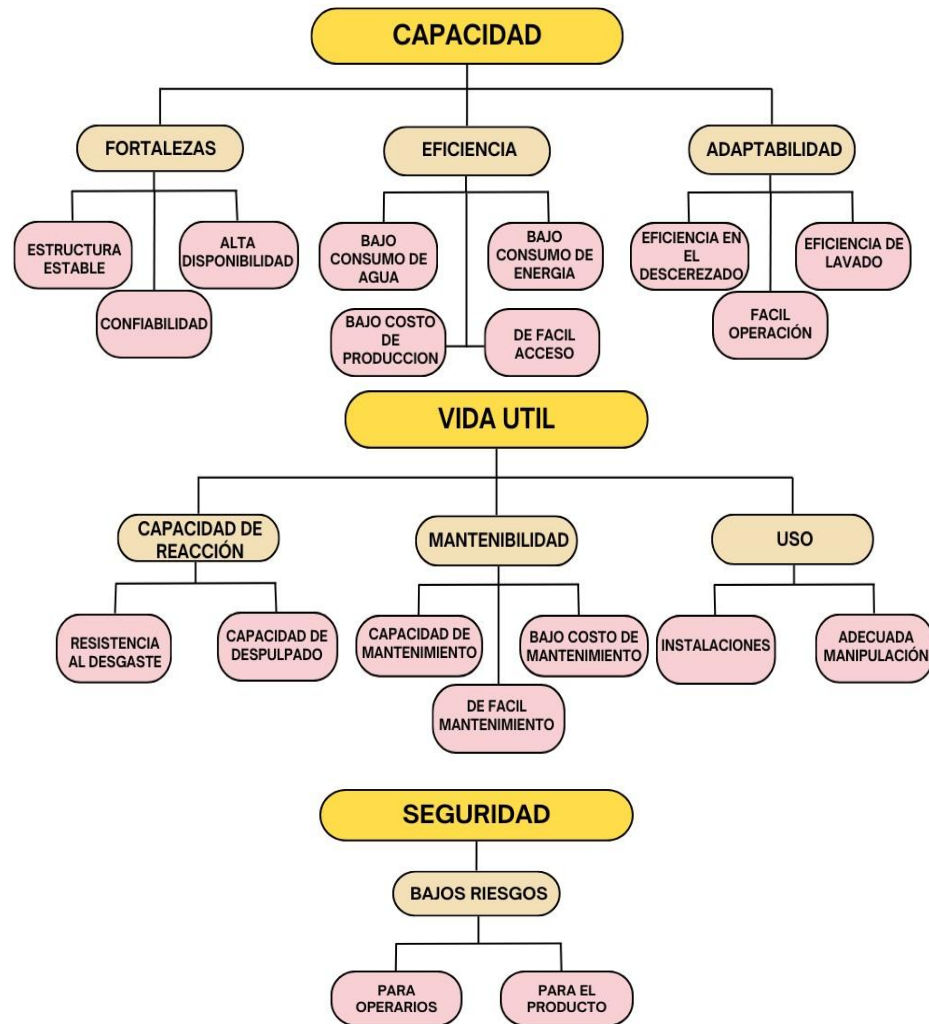 CAPACIDAD
FORTALEZAS
EFICIENCIA
ADAPTABILIDAD
ESTRUCTURA
ESTABLE
ALTA
DISPONIBILIDAD
CONFIABILIDAD
BAJO
CONSUMO DE
AGUA
BAJO
CONSUMO DE
ENERGIA
BAJO COSTO
DE
PRODUCCION
DE FACIL
ACCESO
EFICIENCIA EN
EL
DESCEREZADO
EFICIENCIA DE
LAVADO
FACIL
OPERACIÓN
VIDA UTIL
CAPACIDAD DE
REACCIÓN
MANTENIBILIDAD
USO
RESISTENCIA
AL DESGASTE
CAPACIDAD DE
DESPULPADO
CAPACIDAD DE
MANTENIMIENTO
BAJO COSTO DE
MANTENIMIENTO
DE FACIL
MANTENIMIENTO
INSTALACIONES
ADECUADA
MANIPULACIÓN
SEGURIDAD
BAJOS RIESGOS
PARA
OPERARIOS
PARA EL
PRODUCTO